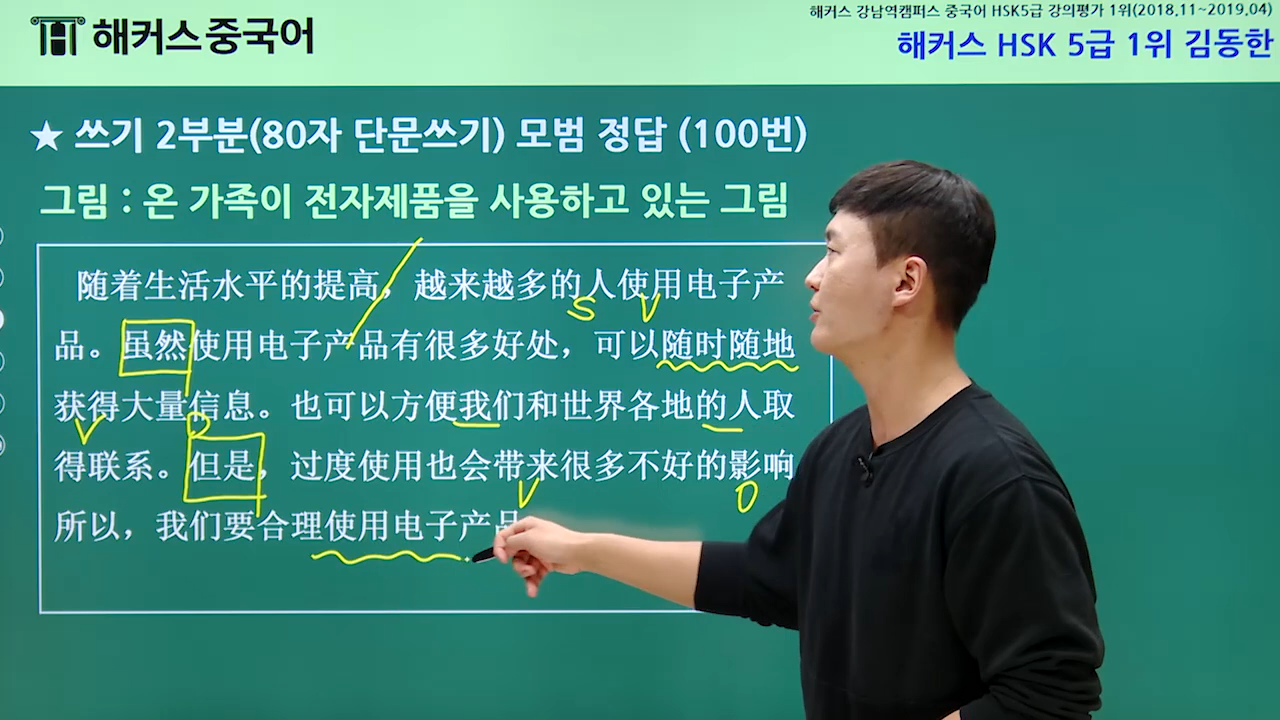 해커스중국어
해커스 강남역캠퍼스 중국어 HSK5급 강의평가 1위(2018.11~2019.04)
해커스 HSK 5급 1위 김동한
★ 쓰기 2부분(80자 단문쓰기) 모범 정답 (100번)
그림 : 온 가족이 전자제품을 사용하고 있는 그림
随着生活水平的提高，越来越多的人使用电子产
品。虽然使用电子产品有很多好处，可以随时随地
获得大量信息。也可以方便我们和世界各地的人取
得联系。但是，过度使用也会带来很多不好的影响
所以，我们要合理使用电子产品
S V
V O
V O